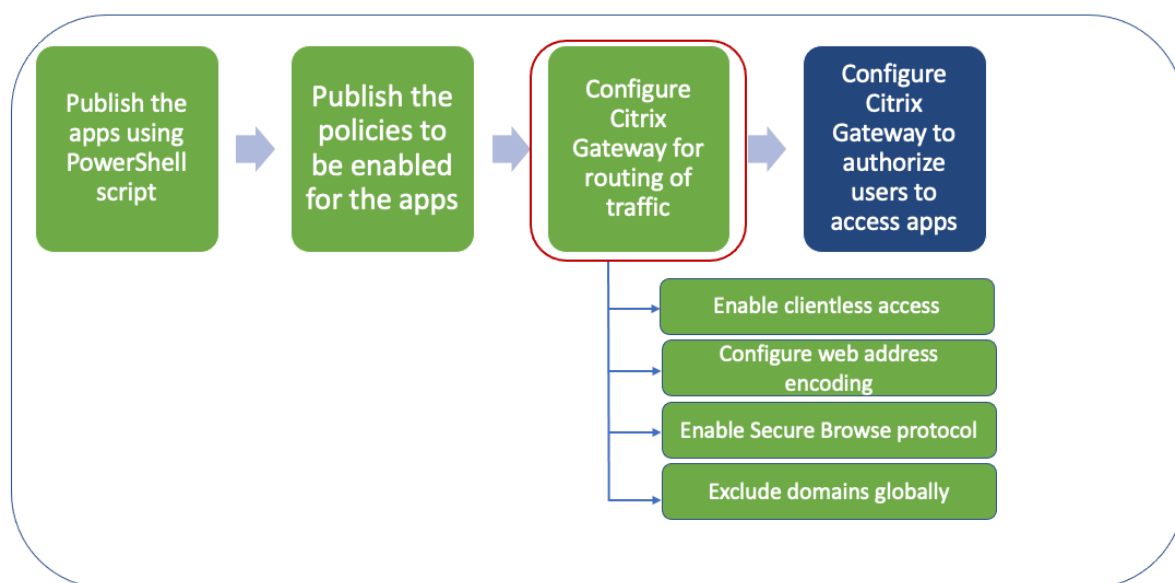 Publish the
apps using
PowerShell
script
Publish the
policies to
be enabled
for the apps
Configure
Citrix
Gateway for
routing of
traffic
Configure
Citrix
Gateway to
authorize
users to
access apps
Enable clientless access
Configure web address
encoding
Enable Secure Browse protocol
Exclude domains globally